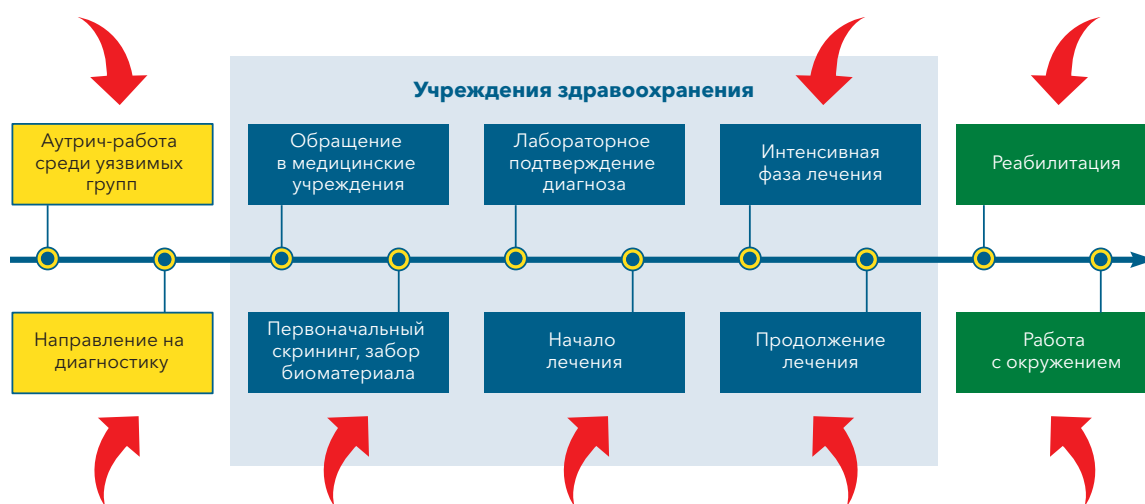 Учреждения здравоохранения
Аутрич-работа
среди уязвимых
групп
Обращение
в медицинские
учреждения
Лабораторное
подтверждение
диагноза
Интенсивная
фаза лечения
Реабилитация
Направление на
диагностику
Первоначальный
скрининг, забор
биоматериала
Начало
лечения
Продолжение
лечения
Работа
с окружением